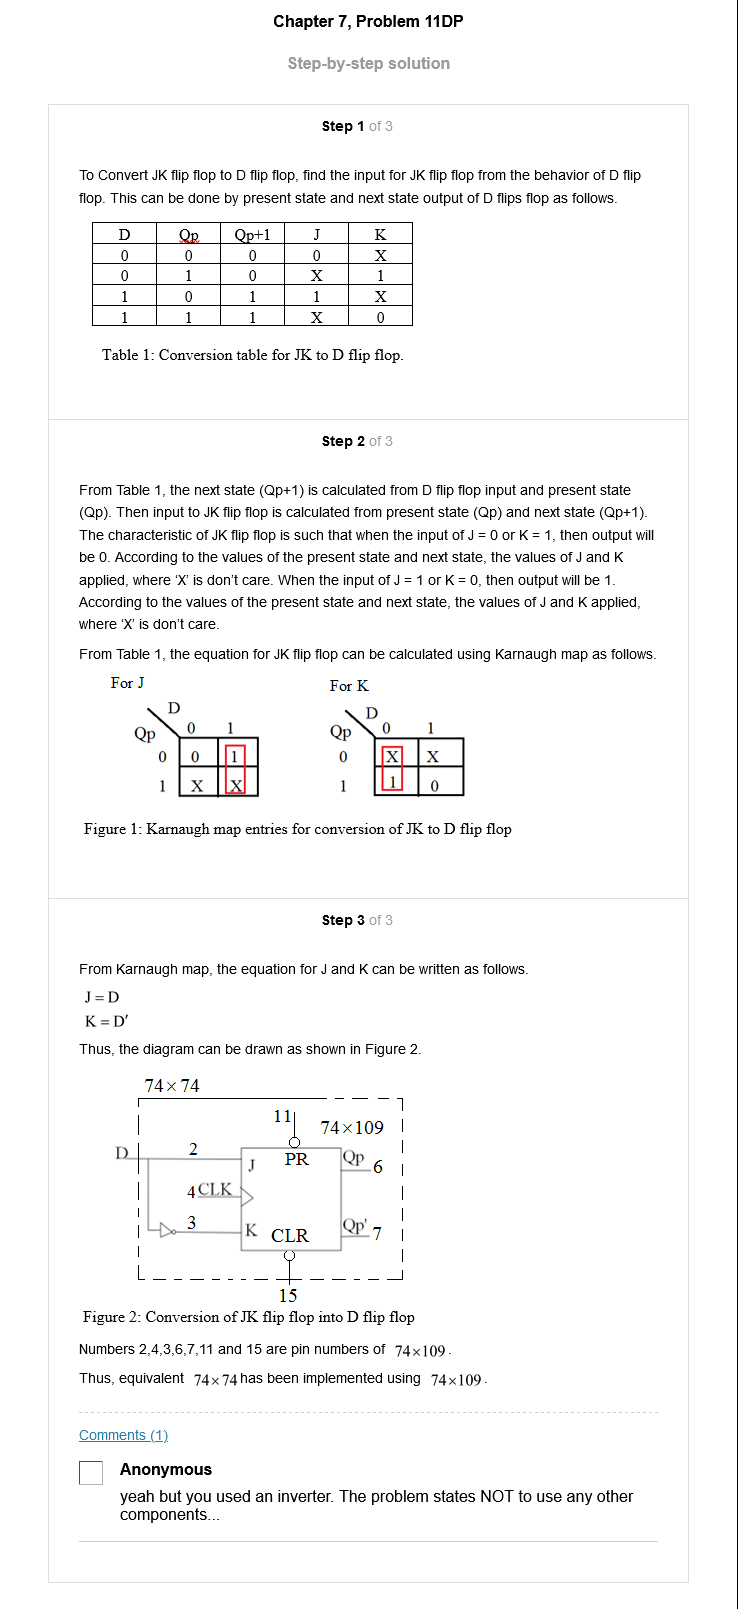 Chapter 7, Problem 11DP
Step-by-step solution
Step 1 of 3
To Convert JK flip flop to D flip flop, find the input for JK flip flop from the behavior of D flip
flop. This can be done by present state and next state output of D flips flop as follows.
D Qp Qp+1 J K
0 0 0 0 X
0 1 0 X 1
1 0 1 1 X
1 1 1 X 0
Table 1: Conversion table for JK to D flip flop.
Step 2 of 3
From Table 1, the next state (Qp+1) is calculated from D flip flop input and present state
(Qp). Then input to JK flip flop is calculated from present state (Qp) and next state (Qp+1).
The characteristic of JK flip flop is such that when the input of J = 0 or K = 1, then output will
be 0. According to the values of the present state and next state, the values of J and K
applied, where ‘X’ is don’t care. When the input of J = 1 or K = 0, then output will be 1.
According to the values of the present state and next state, the values of J and K applied,
where ‘X’ is don’t care.
From Table 1, the equation for JK flip flop can be calculated using Karnaugh map as follows.
For J
D
Qp 0 1
0 0 1
1 X X
For K
D
Qp 0 1
0 X X
1 1 0
Figure 1: Karnaugh map entries for conversion of JK to D flip flop
Step 3 of 3
From Karnaugh map, the equation for J and K can be written as follows.
J = D
K = D′
Thus, the diagram can be drawn as shown in Figure 2.
74×74
11
74×109
D 2 J PR Qp 6
4 CLK
3 K CLR Qp' 7
15
Figure 2: Conversion of JK flip flop into D flip flop
Numbers 2,4,3,6,7,11 and 15 are pin numbers of 74×109.
Thus, equivalent 74×74 has been implemented using 74×109.
Comments (1)
Anonymous
yeah but you used an inverter. The problem states NOT to use any other
components...